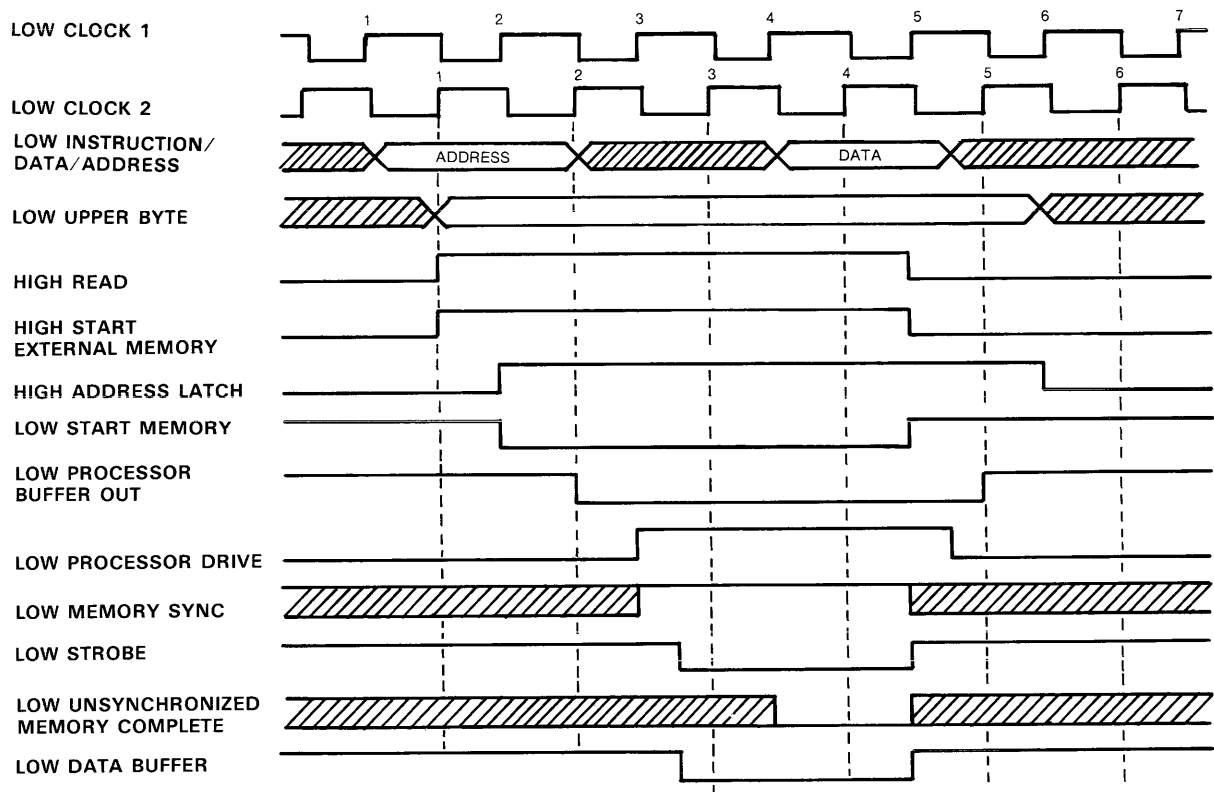 1 2 3 4 5 6 7
LOW CLOCK 1
1 2 3 4 5 6
LOW CLOCK 2
LOW INSTRUCTION/
DATA/ADDRESS
ADDRESS DATA
LOW UPPER BYTE
HIGH READ
HIGH START
EXTERNAL MEMORY
HIGH ADDRESS LATCH
LOW START MEMORY
LOW PROCESSOR
BUFFER OUT
LOW PROCESSOR DRIVE
LOW MEMORY SYNC
LOW STROBE
LOW UNSYNCHRONIZED
MEMORY COMPLETE
LOW DATA BUFFER